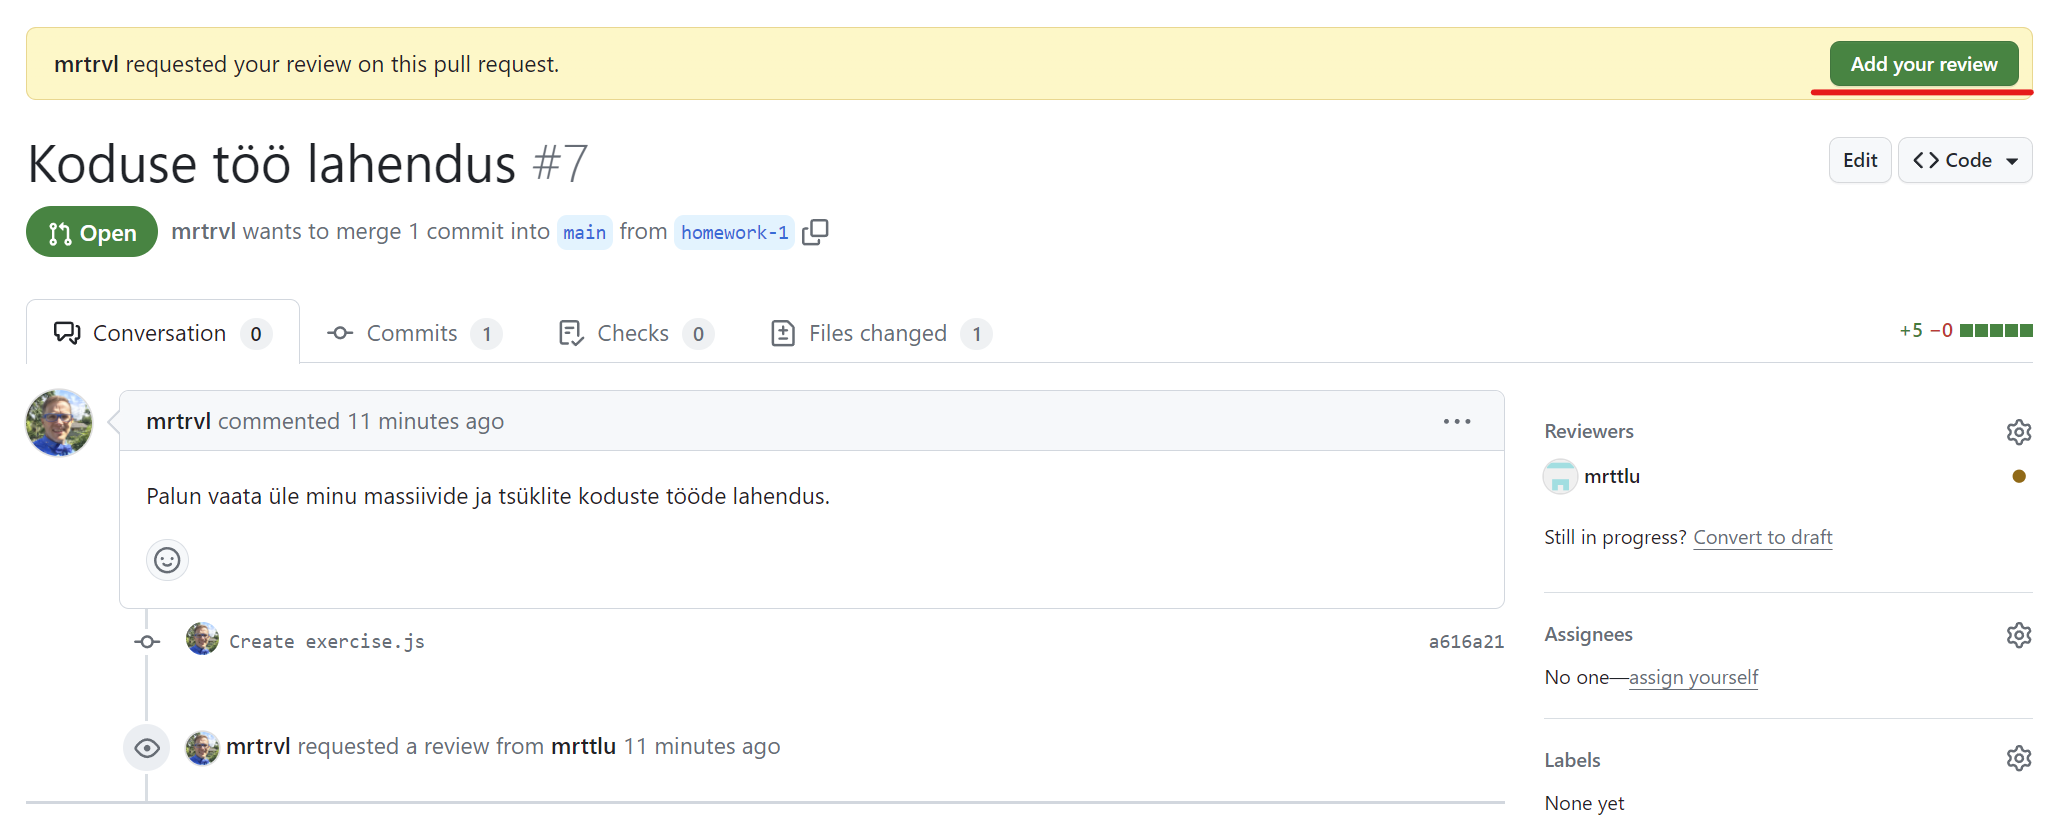 mrtrvl requested your review on this pull request.
Add your review
Koduse töö lahendus #7
Edit
Code
Open
mrtrvl wants to merge 1 commit into main from homework-1
Conversation 0
Commits 1
Checks 0
Files changed 1
+5 −0
mrtrvl commented 11 minutes ago
Palun vaata üle minu massiivide ja tsüklite koduste tööde lahendus.
Create exercise.js
a616a21
mrtrvl requested a review from mrttlu 11 minutes ago
Reviewers
mrttlu
Still in progress? Convert to draft
Assignees
No one—assign yourself
Labels
None yet